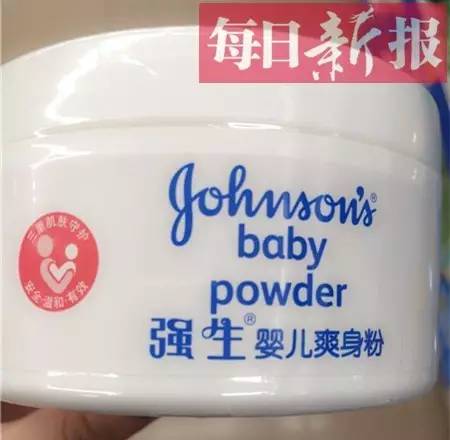 每日新报
Johnson's®
baby
powder
强生®婴儿爽身粉
三重肌肤守护
安全·温和·有效